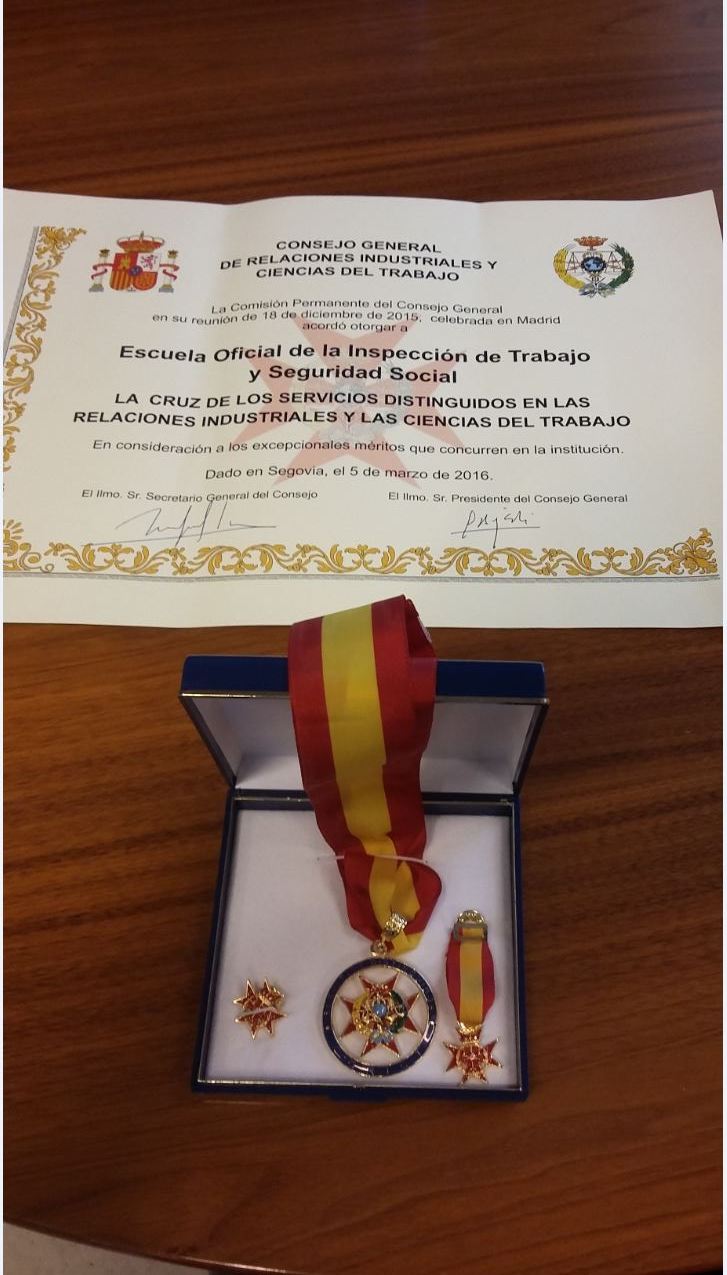 CONSEJO GENERAL
DE RELACIONES INDUSTRIALES Y
CIENCIAS DEL TRABAJO
La Comisión Permanente del Consejo General
en su reunión de 18 de diciembre de 2015, celebrada en Madrid
acordó otorgar a
Escuela Oficial de la Inspección de Trabajo
y Seguridad Social
LA CRUZ DE LOS SERVICIOS DISTINGUIDOS EN LAS
RELACIONES INDUSTRIALES Y LAS CIENCIAS DEL TRABAJO
En consideración a los excepcionales méritos que concurren en la institución.
Dado en Segovia, el 5 de marzo de 2016.
El Ilmo. Sr. Secretario General del Consejo
El Ilmo. Sr. Presidente del Consejo General